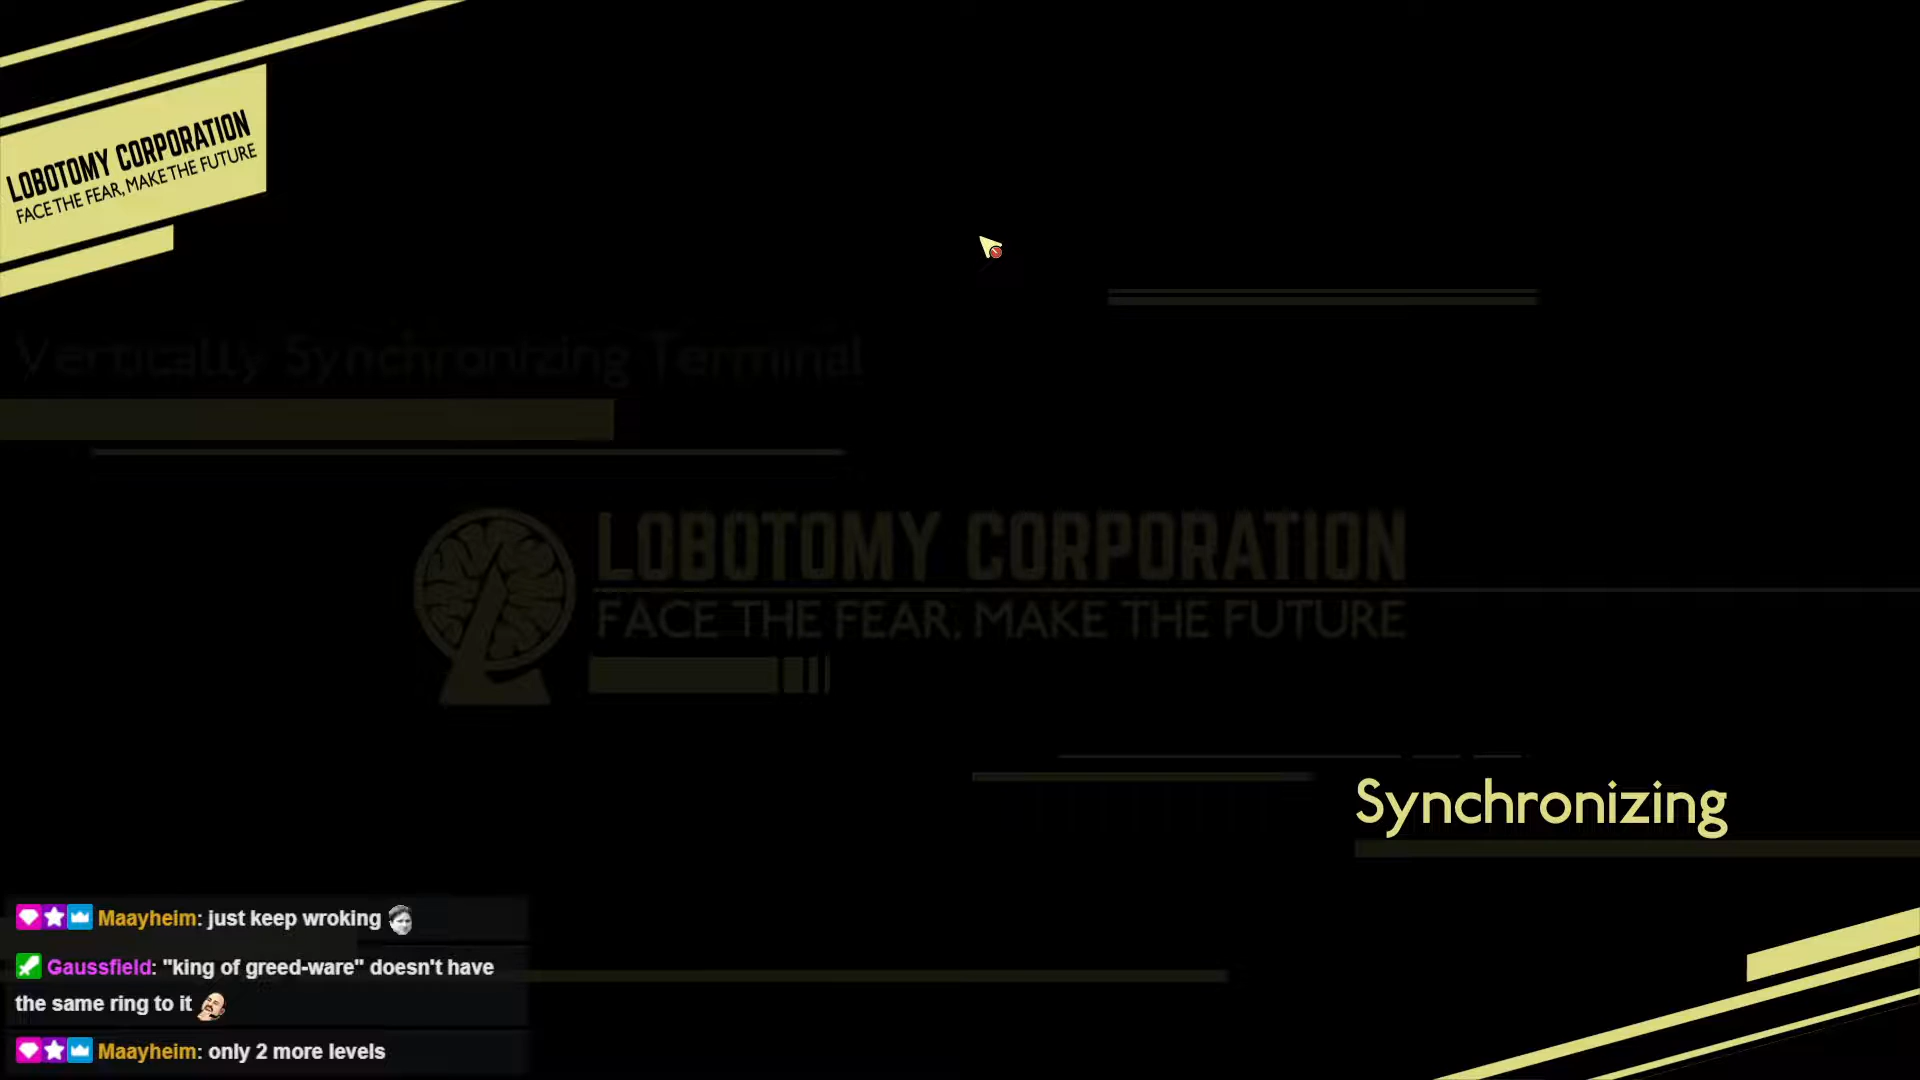 LOBOTOMY CORPORATION
FACE THE FEAR, MAKE THE FUTURE
Vertically Synchronizing Terminal
LOBOTOMY CORPORATION
FACE THE FEAR, MAKE THE FUTURE
Synchronizing
Maayheim: just keep wroking
Gaussfield: "king of greed-ware" doesn't have
the same ring to it
Maayheim: only 2 more levels